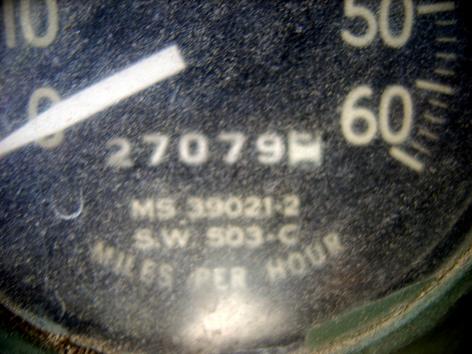 10 50
0 60
27079
MS 39021-2
S.W 503-C
MILES PER HOUR